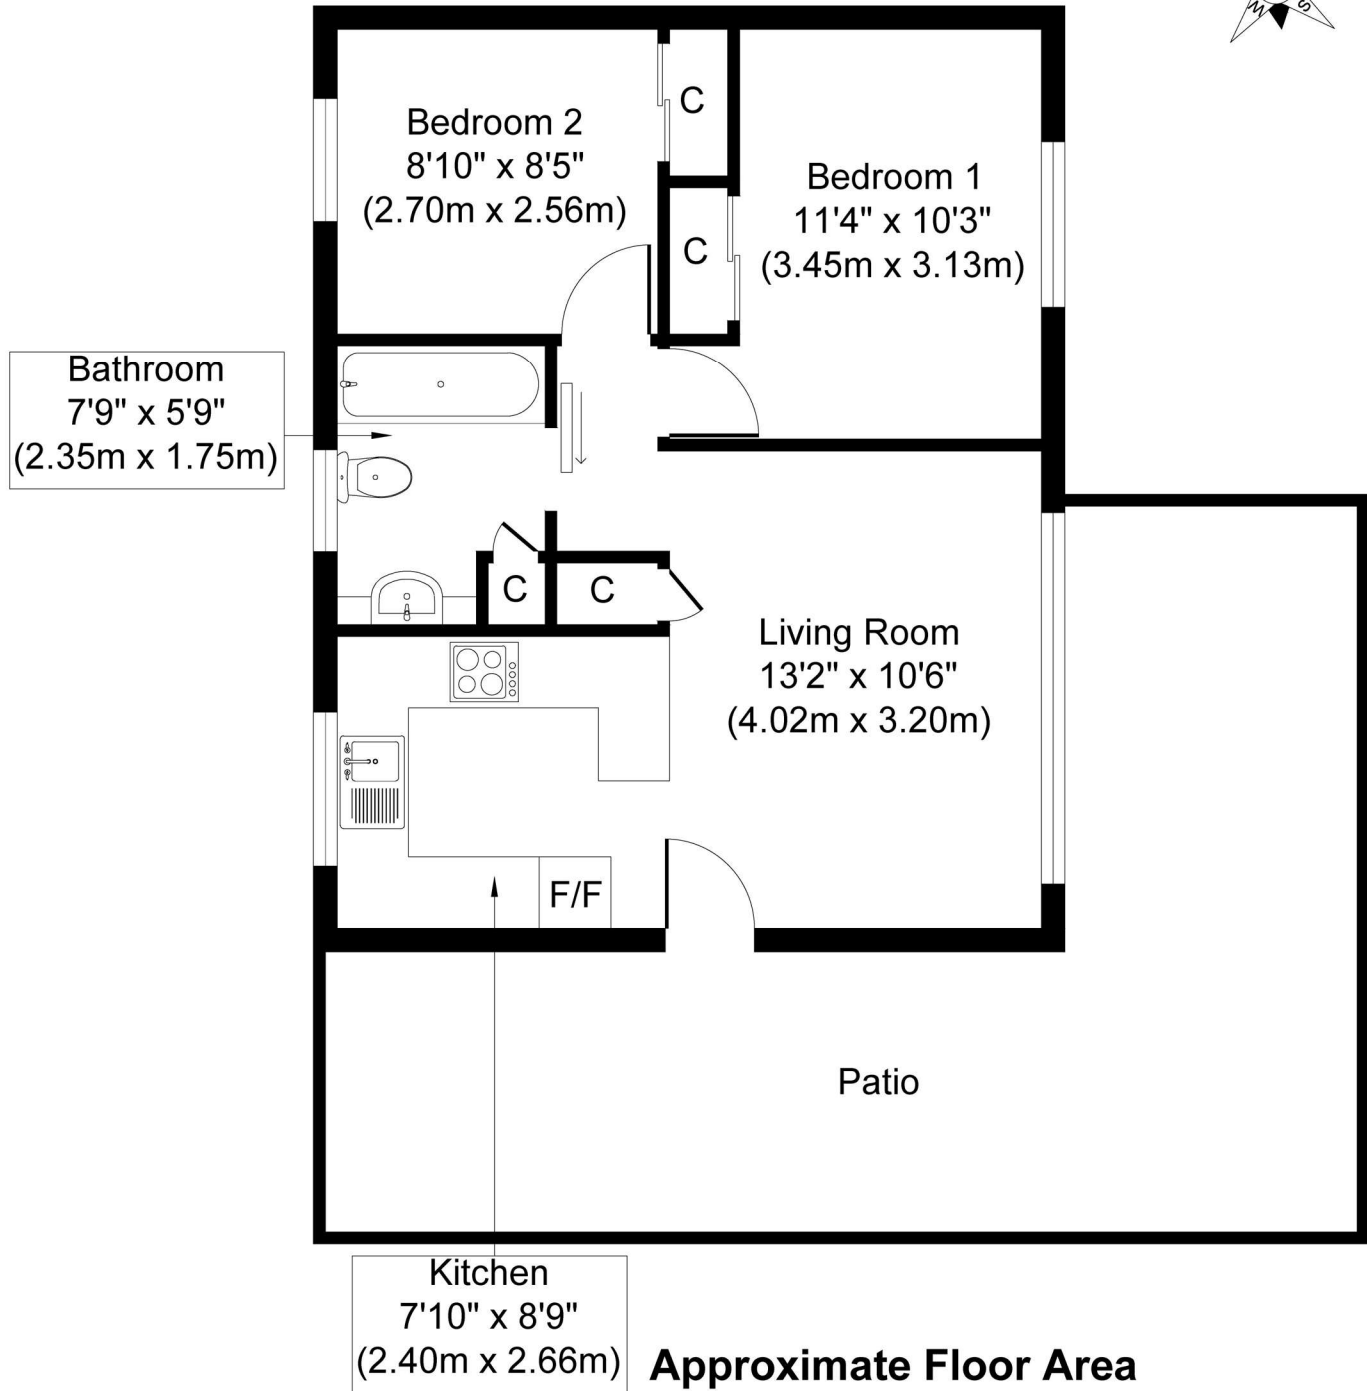 W
S
Bedroom 2
8'10" x 8'5"
(2.70m x 2.56m)
C
C
Bedroom 1
11'4" x 10'3"
(3.45m x 3.13m)
Bathroom
7'9" x 5'9"
(2.35m x 1.75m)
C
C
Living Room
13'2" x 10'6"
(4.02m x 3.20m)
F/F
Patio
Kitchen
7'10" x 8'9"
(2.40m x 2.66m)
Approximate Floor Area